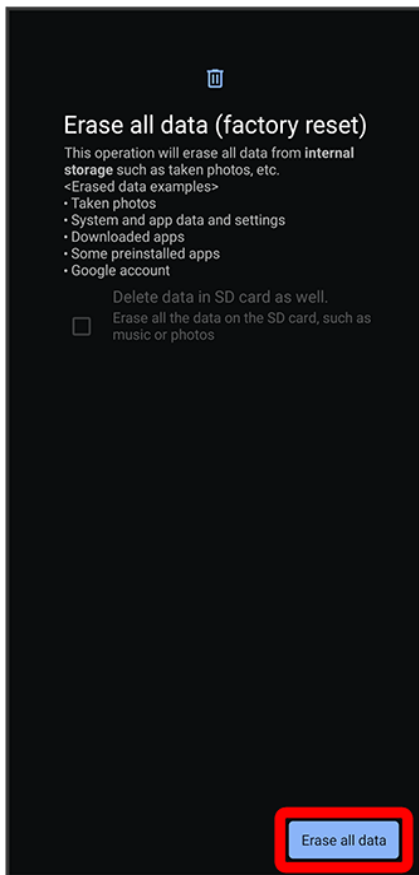 Erase all data (factory reset)
This operation will erase all data from internal
storage such as taken photos, etc.
<Erased data examples>
• Taken photos
• System and app data and settings
• Downloaded apps
• Some preinstalled apps
• Google account
Delete data in SD card as well.
Erase all the data on the SD card, such as
music or photos
Erase all data